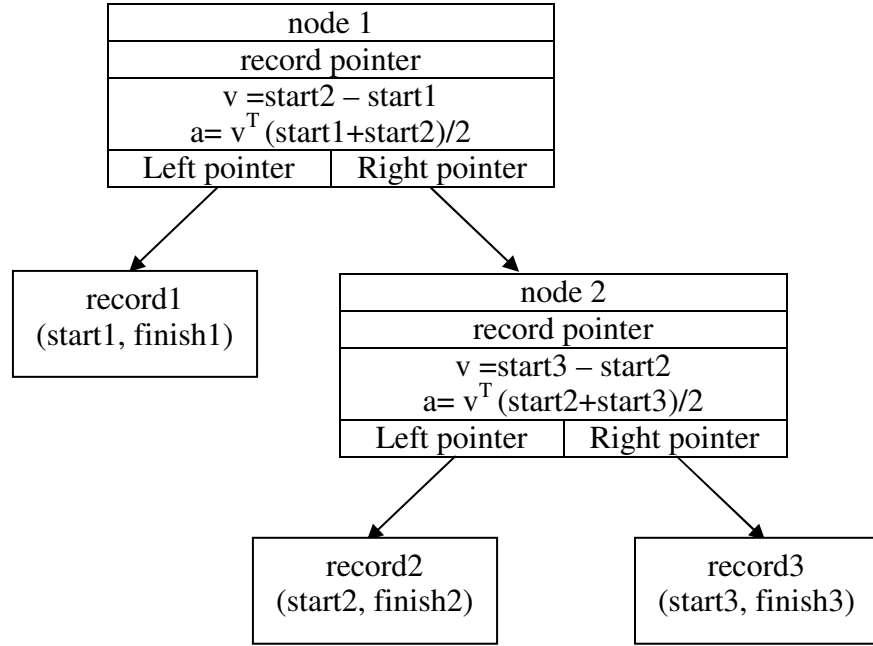 node 1
record pointer
v =start2 – start1
a= v^T (start1+start2)/2
Left pointer Right pointer
record1
(start1, finish1)
node 2
record pointer
v =start3 – start2
a= v^T (start2+start3)/2
Left pointer Right pointer
record2
(start2, finish2)
record3
(start3, finish3)